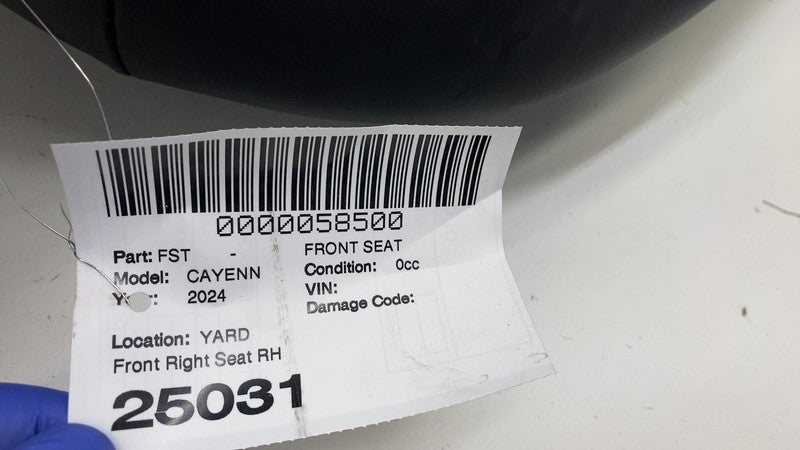 0000058500
Part: FST - FRONT SEAT
Model: CAYENN Condition: 0cc
Year: 2024 VIN:
Damage Code:
Location: YARD
Front Right Seat RH
25031